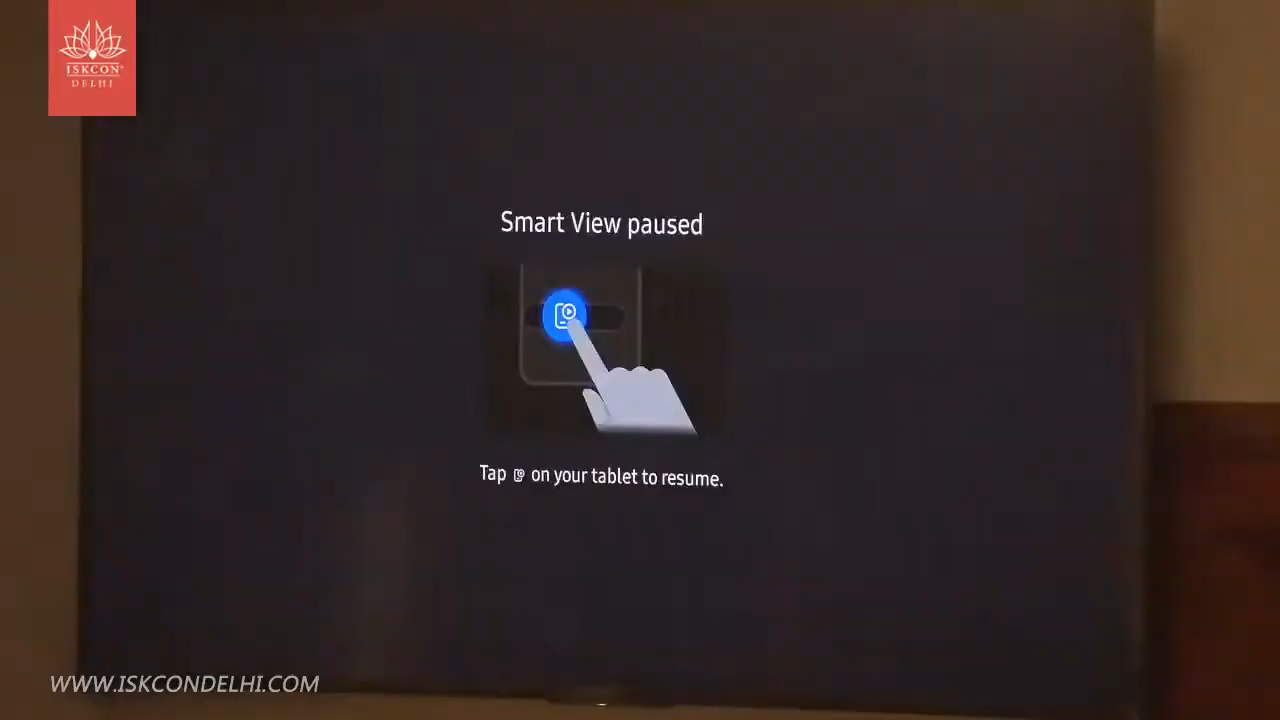 ISKCON
DELHI
Smart View paused
Tap on your tablet to resume.
WWW.ISKCONDELHI.COM